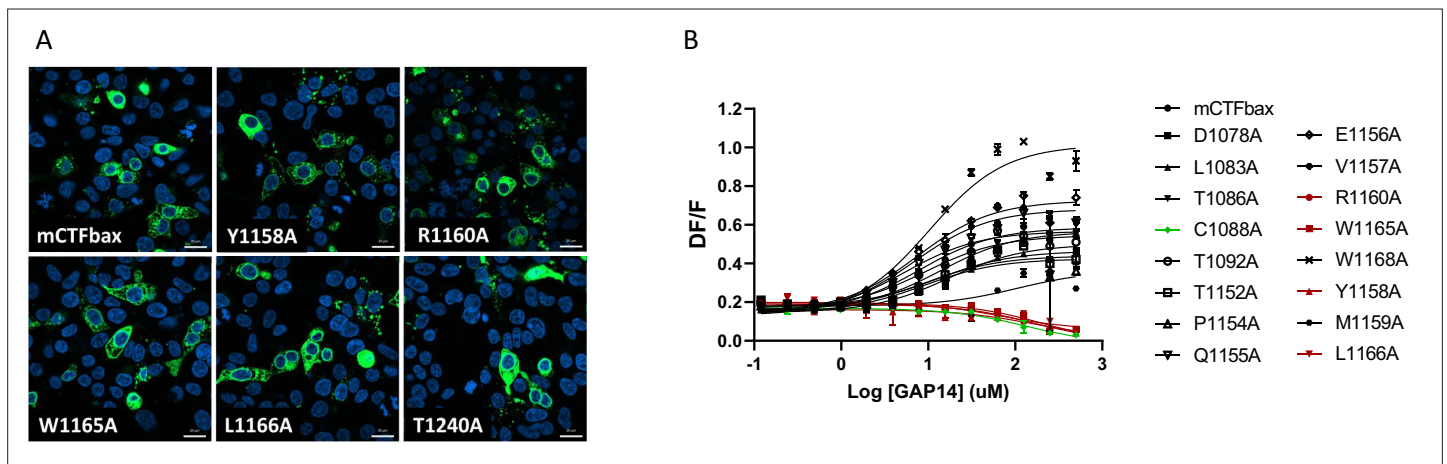 A
mCTFbax
Y1158A
R1160A
W1165A
L1166A
T1240A
B
1.2
1.0
0.8
0.6
0.4
0.2
0.0
DF/F
-1 0 1 2 3
Log [GAP14] (uM)
mCTFbax
D1078A
L1083A
T1086A
C1088A
T1092A
T1152A
P1154A
Q1155A
E1156A
V1157A
R1160A
W1165A
W1168A
Y1158A
M1159A
L1166A